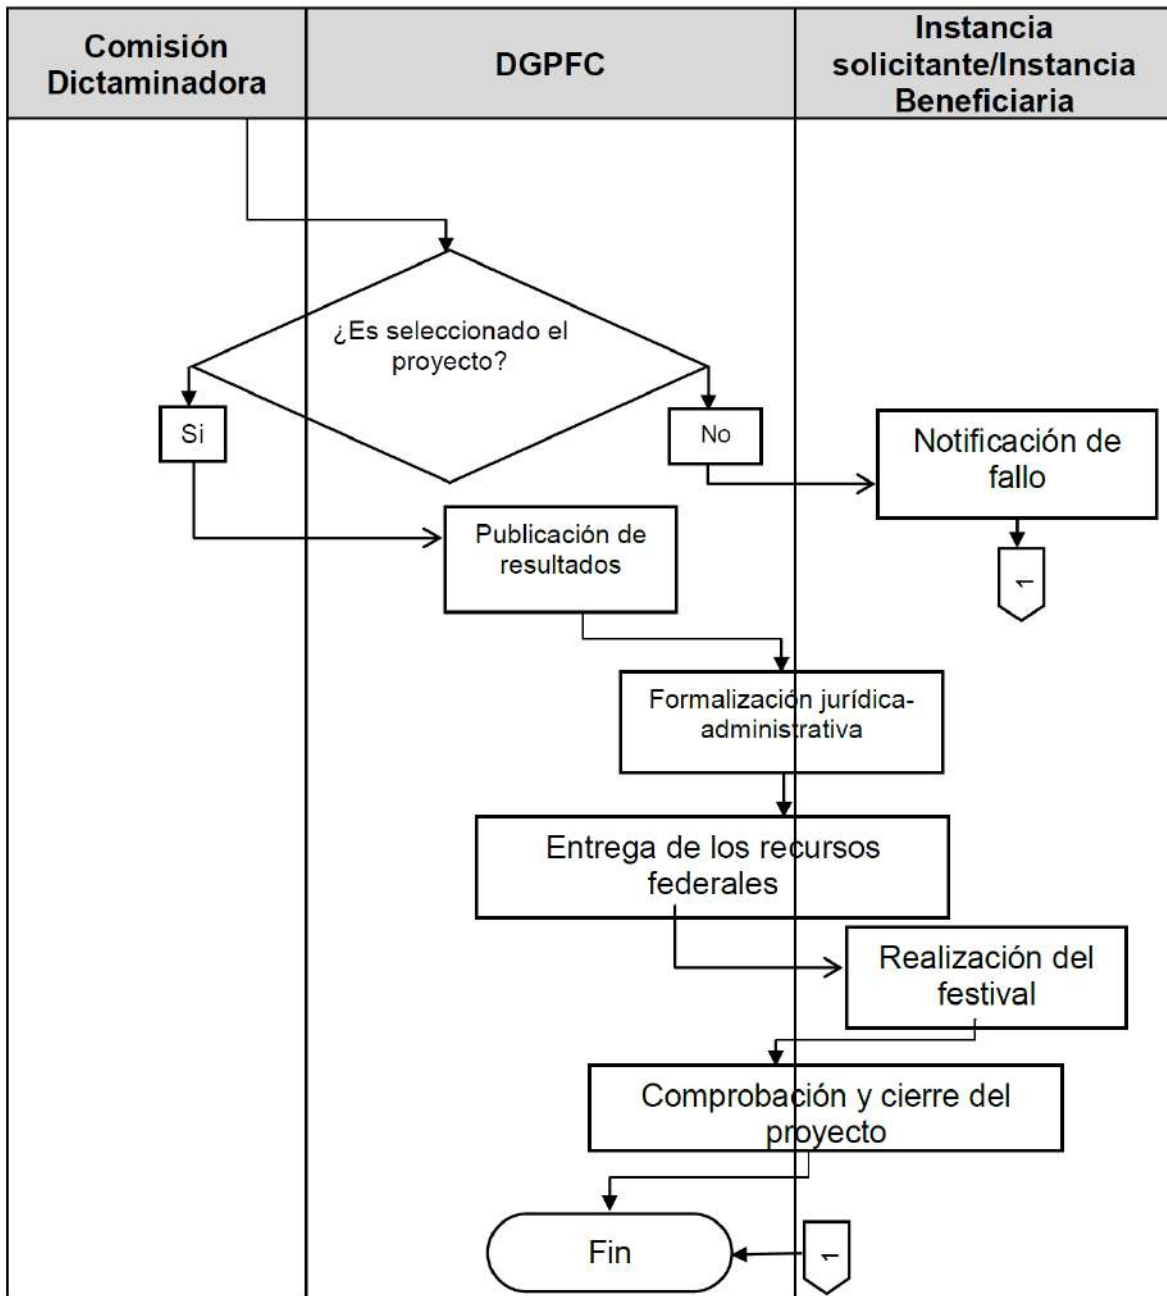 Comisión
Dictaminadora
DGPFC
Instancia
solicitante/Instancia
Beneficiaria
¿Es seleccionado el
proyecto?
Si
No
Notificación de
fallo
1
Publicación de
resultados
Formalización jurídica-
administrativa
Entrega de los recursos
federales
Realización del
festival
Comprobación y cierre del
proyecto
Fin
1